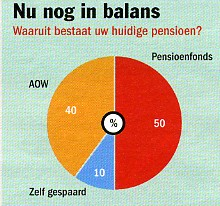 Nu nog in balans
Waaruit bestaat uw huidige pensioen?
Pensioenfonds
AOW
40
%
50
10
Zelf gespaard